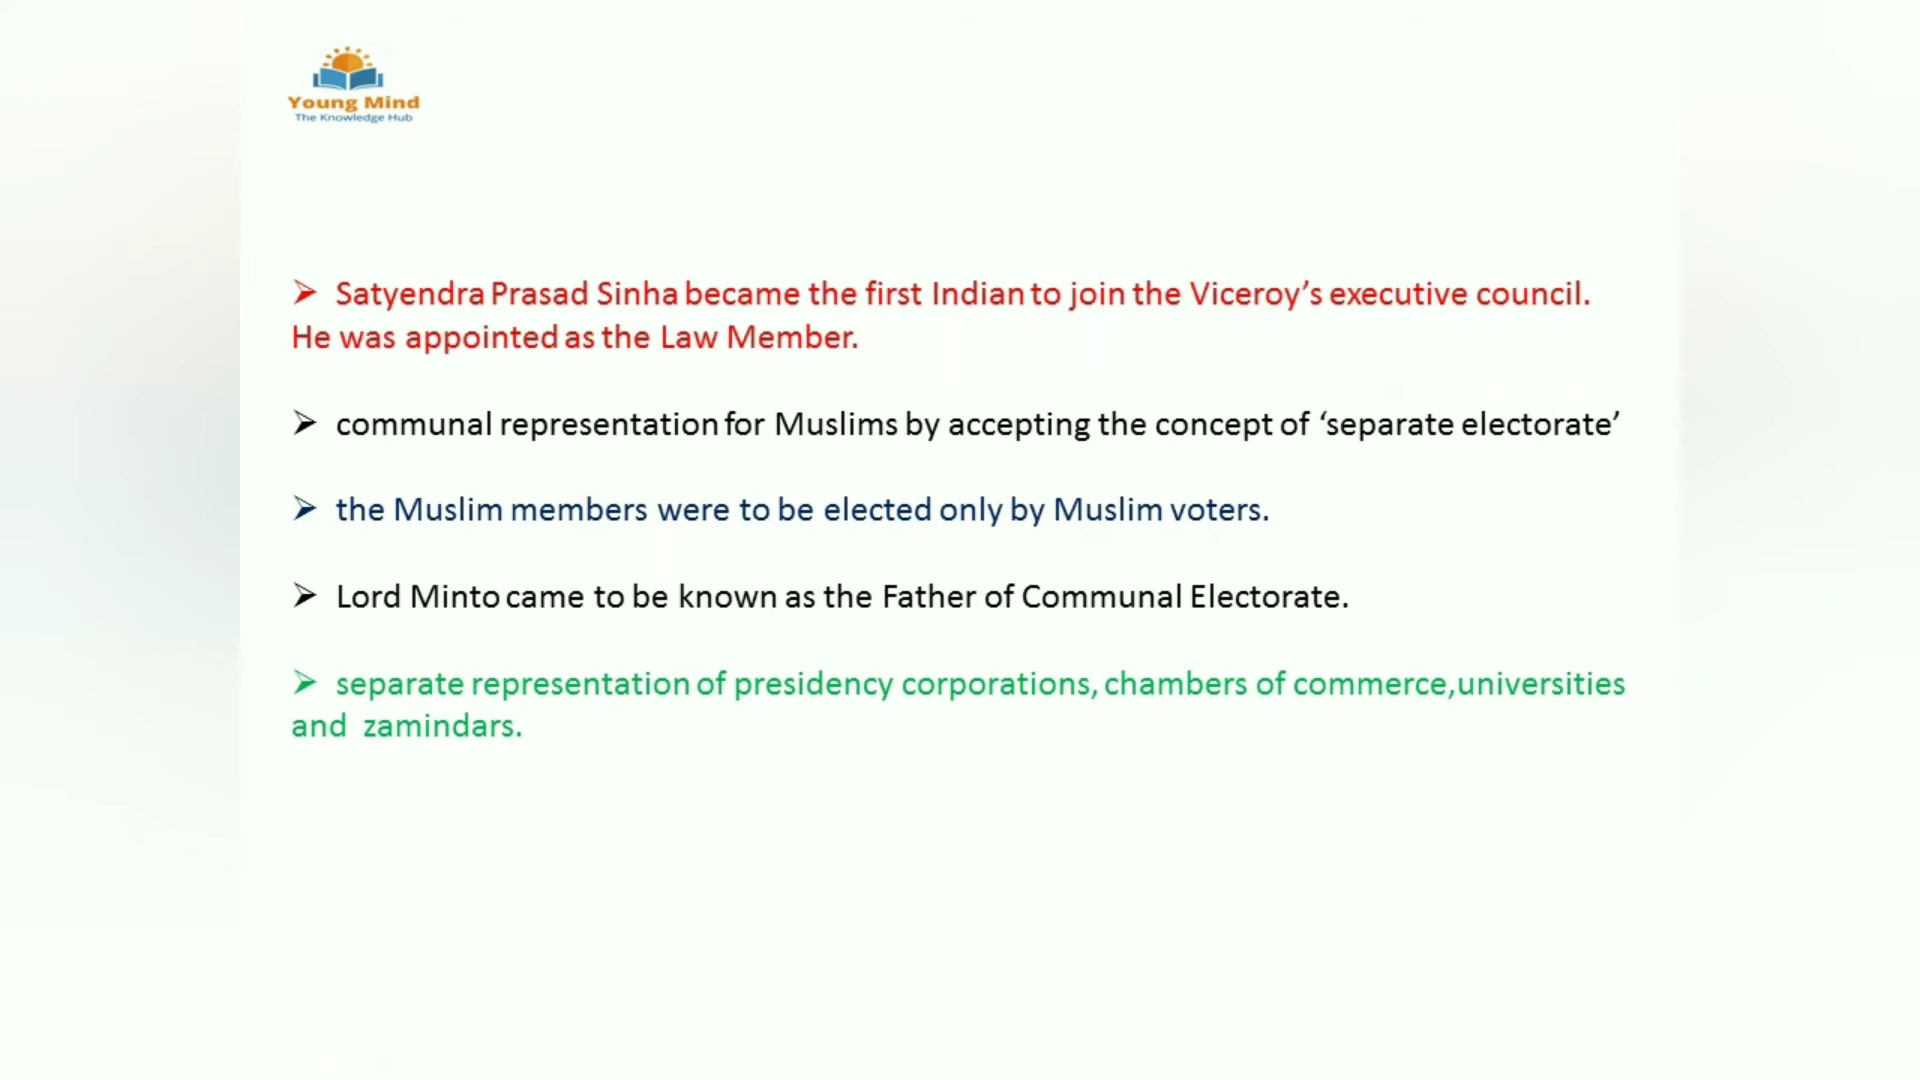 Young Mind
The Knowledge Hub
➢ Satyendra Prasad Sinha became the first Indian to join the Viceroy’s executive council.
He was appointed as the Law Member.
➢ communal representation for Muslims by accepting the concept of ‘separate electorate’
➢ the Muslim members were to be elected only by Muslim voters.
➢ Lord Minto came to be known as the Father of Communal Electorate.
➢ separate representation of presidency corporations, chambers of commerce,universities
and zamindars.